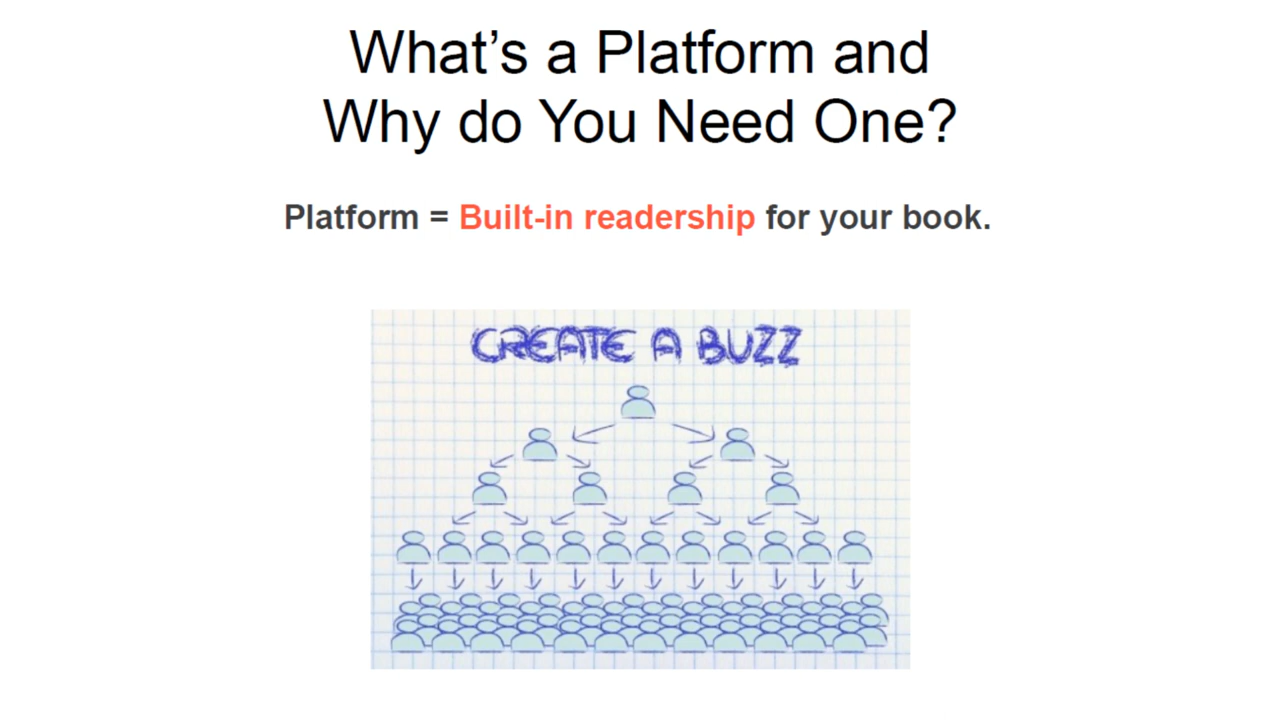 What’s a Platform and
Why do You Need One?
Platform = Built-in readership for your book.
CREATE A BUZZ